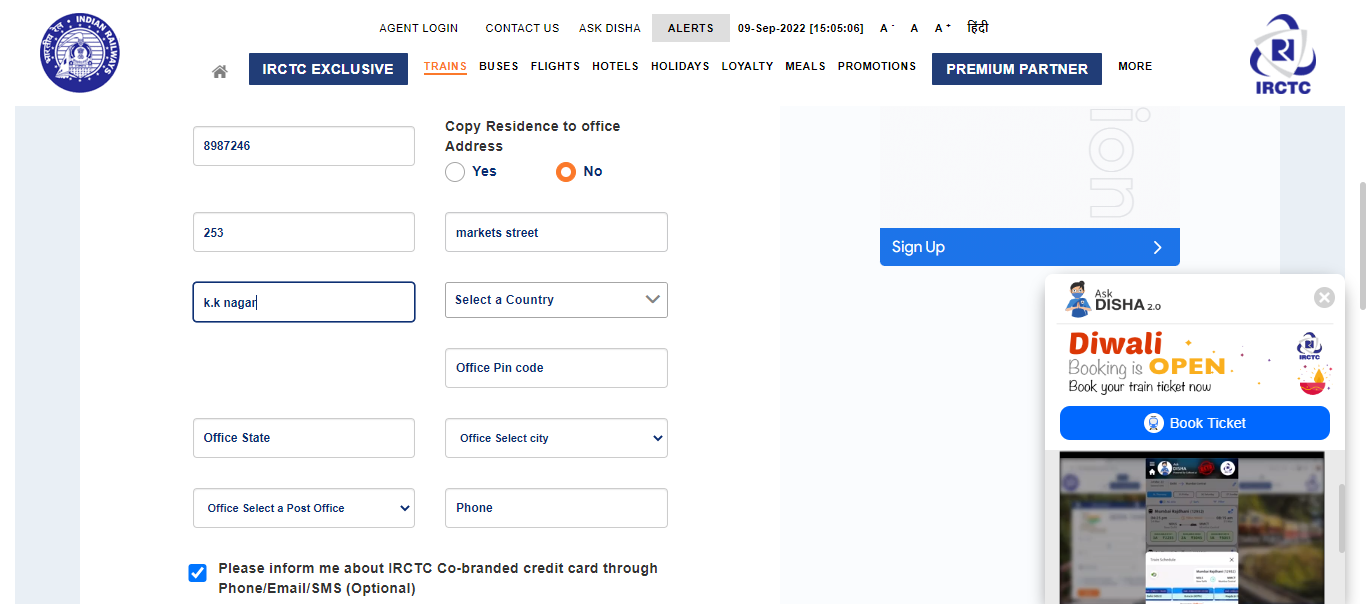 AGENT LOGIN CONTACT US ASK DISHA ALERTS 09-Sep-2022 [15:05:06] A - A A + हिंदी
भारतीय रेल INDIAN RAILWAYS
IRCTC EXCLUSIVE TRAINS BUSES FLIGHTS HOTELS HOLIDAYS LOYALTY MEALS PROMOTIONS PREMIUM PARTNER MORE
IRCTC
8987246
Copy Residence to office
Address
Yes No
253 markets street
k.k nagar Select a Country
Office Pin code
Office State Office Select city
Office Select a Post Office Phone
Please inform me about IRCTC Co-branded credit card through
Phone/Email/SMS (Optional)
ion
Sign Up
Ask
DISHA 2.0
Diwali
Booking is OPEN
Book your train ticket now
IRCTC
Book Ticket